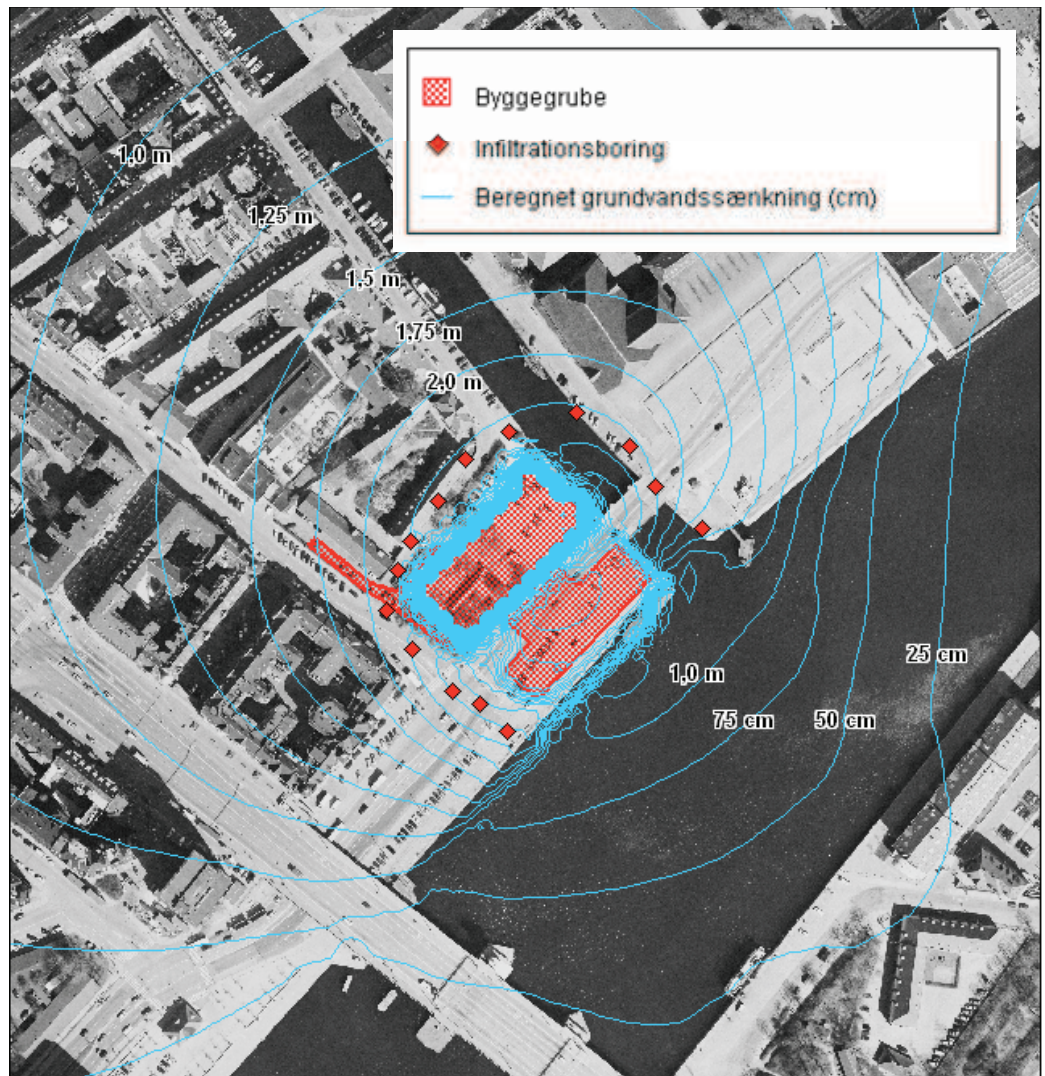 Byggegrube
Infiltrationsboring
Beregnet grundvandssænkning (cm)
1,0 m
1,25 m
1,5 m
1,75 m
2,0 m
1,0 m
75 cm
50 cm
25 cm